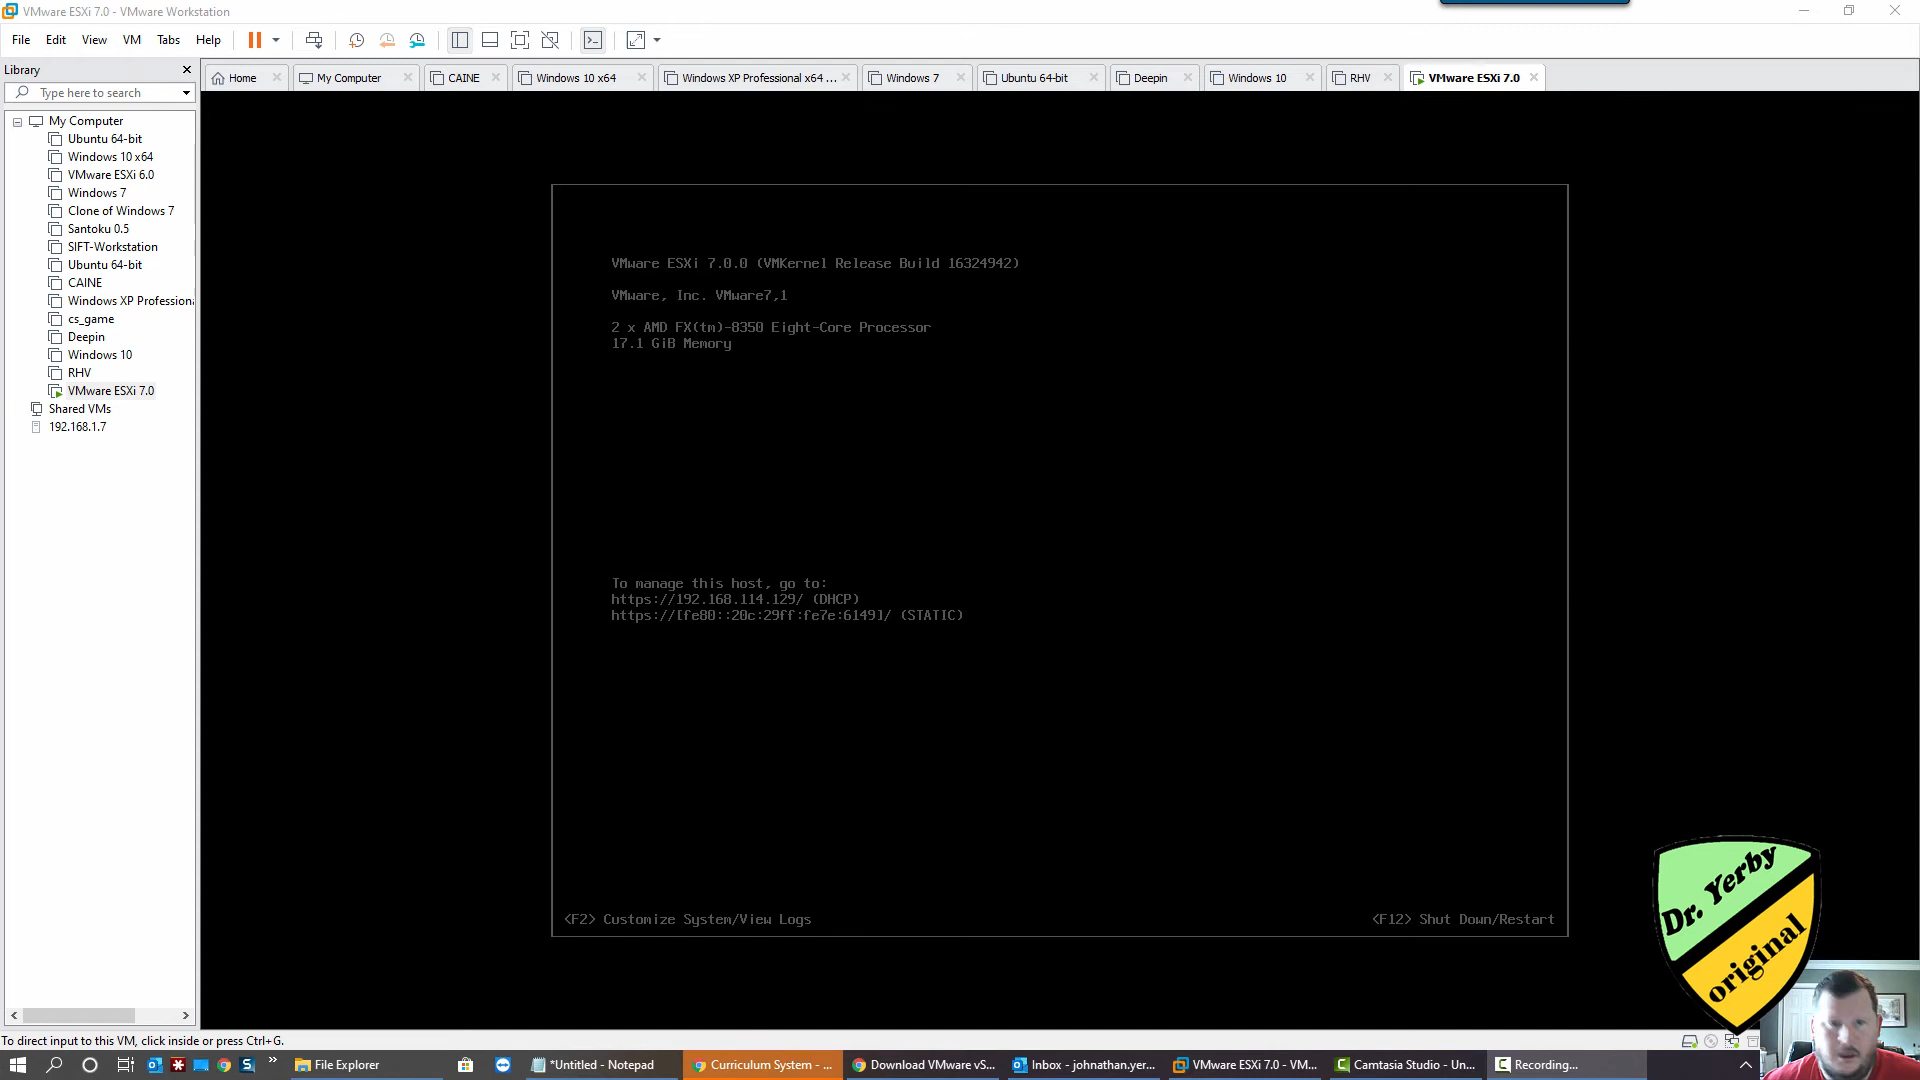 VMware ESXi 7.0 - VMware Workstation
File Edit View VM Tabs Help
Library
Type here to search
Home
My Computer
CAINE
Windows 10 x64
Windows XP Professional x64 ...
Windows 7
Ubuntu 64-bit
Deepin
Windows 10
RHV
VMware ESXi 7.0
My Computer
Ubuntu 64-bit
Windows 10 x64
VMware ESXi 6.0
Windows 7
Clone of Windows 7
Santoku 0.5
SIFT-Workstation
Ubuntu 64-bit
CAINE
Windows XP Professiona
cs_game
Deepin
Windows 10
RHV
VMware ESXi 7.0
Shared VMs
192.168.1.7
VMware ESXi 7.0.0 (VMKernel Release Build 16324942)
VMware, Inc. VMware7,1
2 x AMD FX(tm)-8350 Eight-Core Processor
17.1 GiB Memory
To manage this host, go to:
https://192.168.114.129/ (DHCP)
https://[fe80::20c:29ff:fe7e:6149]/ (STATIC)
<F2> Customize System/View Logs
<F12> Shut Down/Restart
Dr. Yerby
original
To direct input to this VM, click inside or press Ctrl+G.
File Explorer
*Untitled - Notepad
Curriculum System - ...
Download VMware vS...
Inbox - johnathan.yer...
VMware ESXi 7.0 - VM...
Camtasia Studio - Un...
Recording...